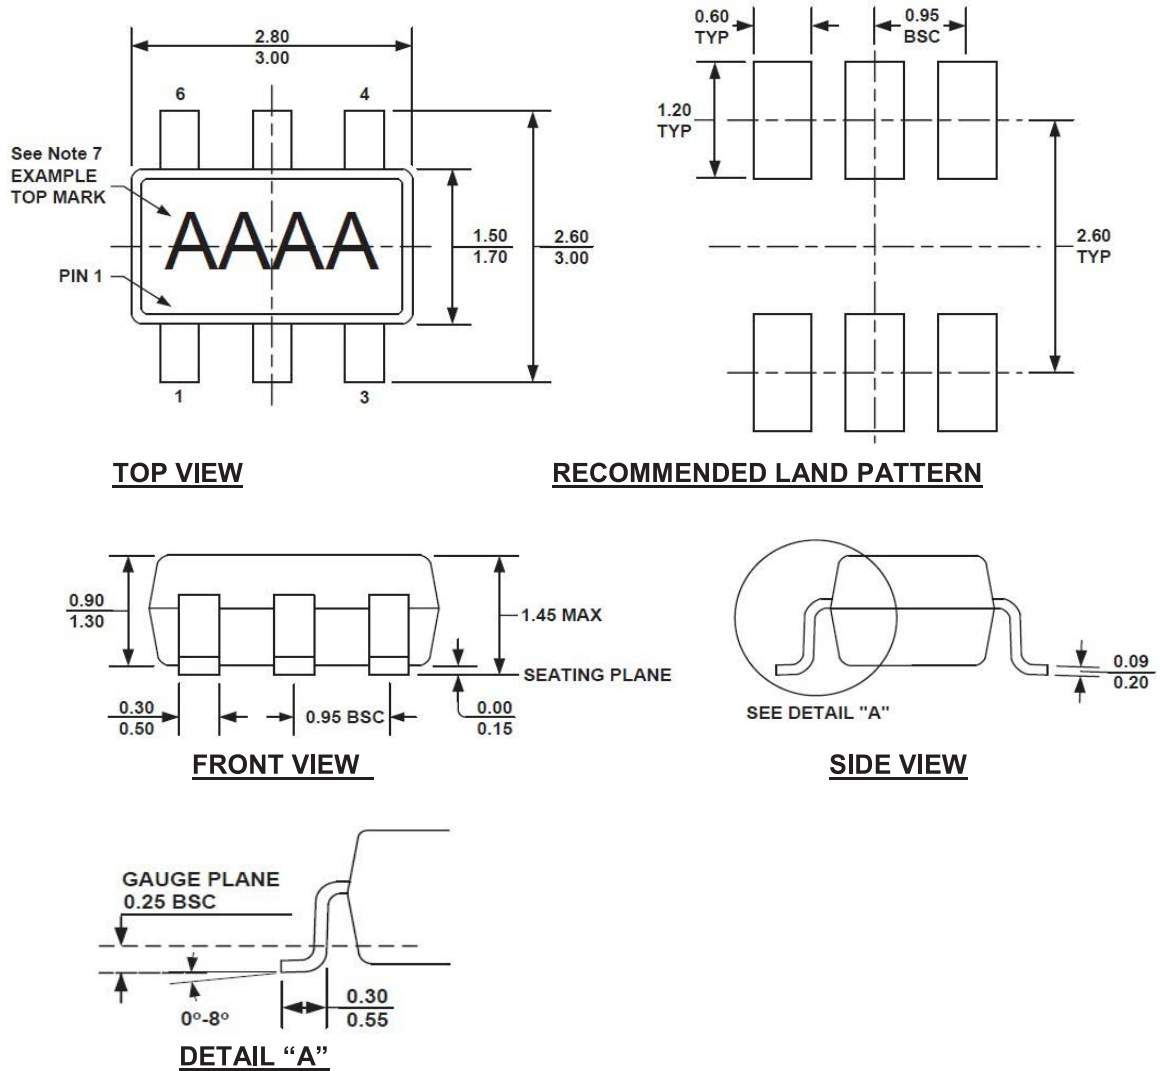 2.80
3.00
6
4
See Note 7
EXAMPLE
TOP MARK
AAAA
PIN 1
1.50
1.70
2.60
3.00
1
3
TOP VIEW
0.60
TYP
0.95
BSC
1.20
TYP
2.60
TYP
RECOMMENDED LAND PATTERN
0.90
1.30
1.45 MAX
SEATING PLANE
0.30
0.50
0.95 BSC
0.00
0.15
FRONT VIEW
0.09
0.20
SEE DETAIL "A"
SIDE VIEW
GAUGE PLANE
0.25 BSC
0°-8°
0.30
0.55
DETAIL “A”